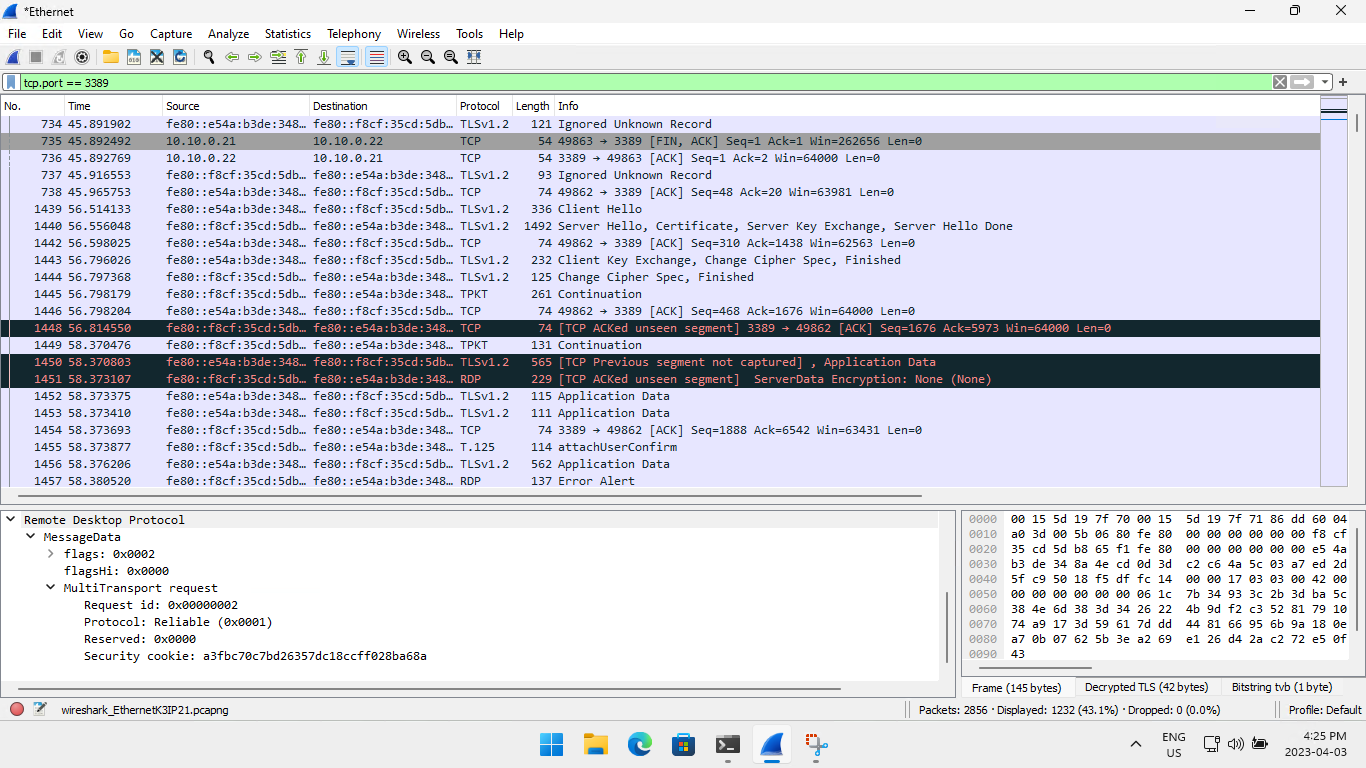 *Ethernet
File Edit View Go Capture Analyze Statistics Telephony Wireless Tools Help
tcp.port == 3389
No. Time Source Destination Protocol Length Info
734 45.891902 fe80::e54a:b3de:348… fe80::f8cf:35cd:5db… TLSv1.2 121 Ignored Unknown Record
735 45.892492 10.10.0.21 10.10.0.22 TCP 54 49863 → 3389 [FIN, ACK] Seq=1 Ack=1 Win=262656 Len=0
736 45.892769 10.10.0.22 10.10.0.21 TCP 54 3389 → 49863 [ACK] Seq=1 Ack=2 Win=64000 Len=0
737 45.916553 fe80::f8cf:35cd:5db… fe80::e54a:b3de:348… TLSv1.2 93 Ignored Unknown Record
738 45.965753 fe80::f8cf:35cd:5db… fe80::e54a:b3de:348… TCP 74 49862 → 3389 [ACK] Seq=48 Ack=20 Win=63981 Len=0
1439 56.514133 fe80::f8cf:35cd:5db… fe80::e54a:b3de:348… TLSv1.2 336 Client Hello
1440 56.556048 fe80::e54a:b3de:348… fe80::f8cf:35cd:5db… TLSv1.2 1492 Server Hello, Certificate, Server Key Exchange, Server Hello Done
1442 56.598025 fe80::f8cf:35cd:5db… fe80::e54a:b3de:348… TCP 74 49862 → 3389 [ACK] Seq=310 Ack=1438 Win=62563 Len=0
1443 56.796026 fe80::f8cf:35cd:5db… fe80::e54a:b3de:348… TLSv1.2 232 Client Key Exchange, Change Cipher Spec, Finished
1444 56.797368 fe80::e54a:b3de:348… fe80::f8cf:35cd:5db… TLSv1.2 125 Change Cipher Spec, Finished
1445 56.798179 fe80::f8cf:35cd:5db… fe80::e54a:b3de:348… TPKT 261 Continuation
1446 56.798204 fe80::f8cf:35cd:5db… fe80::e54a:b3de:348… TCP 74 49862 → 3389 [ACK] Seq=468 Ack=1676 Win=64000 Len=0
1448 56.814550 fe80::e54a:b3de:348… fe80::f8cf:35cd:5db… TCP 74 [TCP ACKed unseen segment] 3389 → 49862 [ACK] Seq=1676 Ack=5973 Win=64000 Len=0
1449 58.370476 fe80::f8cf:35cd:5db… fe80::e54a:b3de:348… TPKT 131 Continuation
1450 58.370803 fe80::e54a:b3de:348… fe80::f8cf:35cd:5db… TLSv1.2 565 [TCP Previous segment not captured] , Application Data
1451 58.373107 fe80::e54a:b3de:348… fe80::f8cf:35cd:5db… RDP 229 [TCP ACKed unseen segment] ServerData Encryption: None (None)
1452 58.373375 fe80::f8cf:35cd:5db… fe80::e54a:b3de:348… TLSv1.2 115 Application Data
1453 58.373410 fe80::f8cf:35cd:5db… fe80::e54a:b3de:348… TLSv1.2 111 Application Data
1454 58.373693 fe80::e54a:b3de:348… fe80::f8cf:35cd:5db… TCP 74 3389 → 49862 [ACK] Seq=1888 Ack=6542 Win=63431 Len=0
1455 58.373877 fe80::e54a:b3de:348… fe80::f8cf:35cd:5db… T.125 114 attachUserConfirm
1456 58.376206 fe80::e54a:b3de:348… fe80::f8cf:35cd:5db… TLSv1.2 562 Application Data
1457 58.380520 fe80::f8cf:35cd:5db… fe80::e54a:b3de:348… RDP 137 Error Alert
Remote Desktop Protocol
MessageData
flags: 0x0002
flagsHi: 0x0000
MultiTransport request
Request id: 0x00000002
Protocol: Reliable (0x0001)
Reserved: 0x0000
Security cookie: a3fbc70c7bd26357dc18ccff028ba68a
0000 00 15 5d 19 7f 70 00 15 5d 19 7f 71 86 dd 60 04
0010 a0 3d 00 5b 06 80 fe 80 00 00 00 00 00 00 f8 cf
0020 35 cd 5d b8 65 f1 fe 80 00 00 00 00 00 00 e5 4a
0030 b3 de 34 8a 4e cd 0d 3d c2 c6 4a 5c 03 a7 ed 2d
0040 5f c9 50 18 f5 df fc 14 00 00 17 03 03 00 42 00
0050 00 00 00 00 00 00 06 1c 7b 34 93 3c 2b 3d ba 5c
0060 38 4e 6d 38 3d 34 26 22 4b 9d f2 c3 52 81 79 10
0070 74 a9 17 3d 59 61 7d dd 44 81 66 95 6b 9a 18 0e
0080 a7 0b 07 62 5b 3e a2 69 e1 26 d4 2a c2 72 e5 0f
0090 43
Frame (145 bytes) Decrypted TLS (42 bytes) Bitstring tvb (1 byte)
wireshark_EthernetK3IP21.pcapng Packets: 2856 · Displayed: 1232 (43.1%) · Dropped: 0 (0.0%) Profile: Default
ENG
US
4:25 PM
2023-04-03